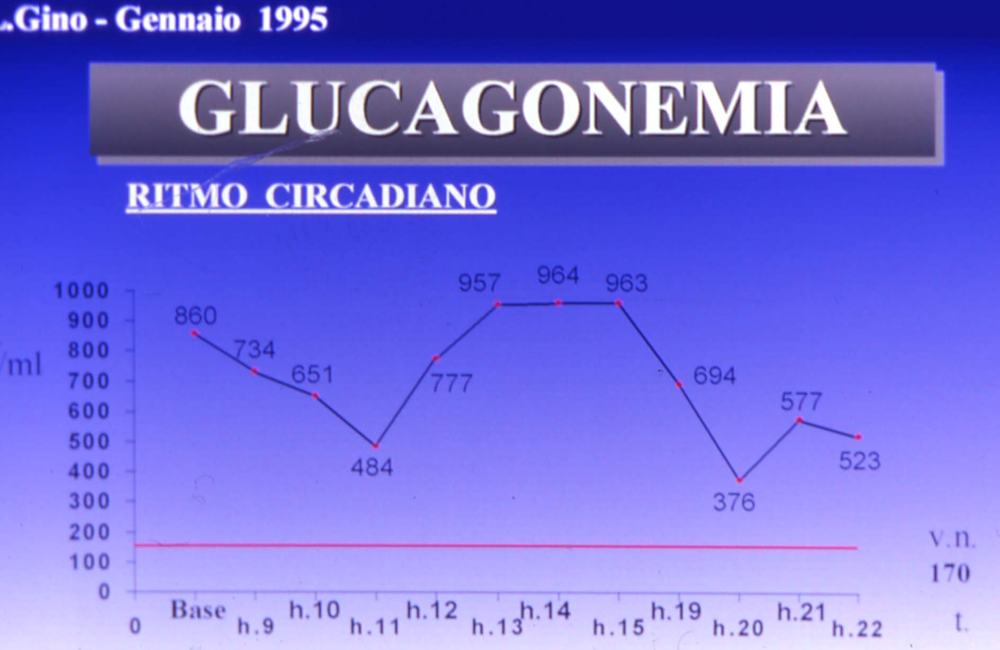 .Gino - Gennaio 1995
GLUCAGONEMIA
RITMO CIRCADIANO
957 964 963
1000
860
900
734
800
/ml
651
700
777
694
600
577
500
484
523
400
376
300
200
v.n.
100
170
0
Base h.10 h.12 h.14 h.19 h.21
0 h.9 h.11 h.13 h.15 h.20 h.22 t.